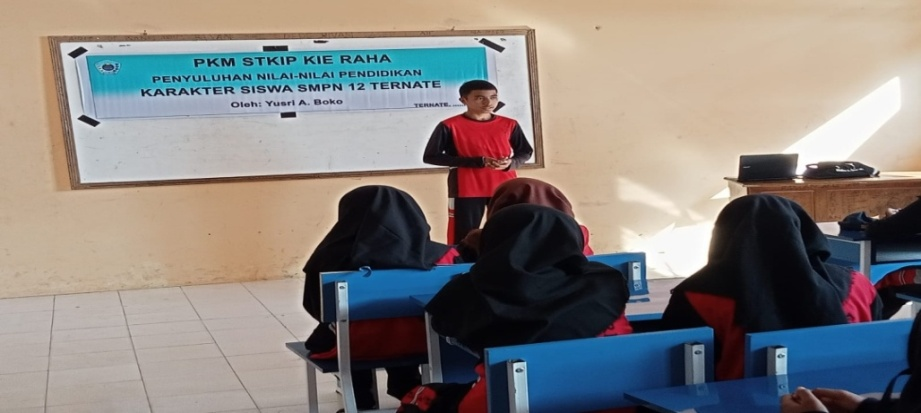 PKM STKIP KIE RAHA
PENYULUHAN NILAI-NILAI PENDIDIKAN
KARAKTER SISWA SMPN 12 TERNATE
Oleh: Yusri A. Boko
TERNATE,